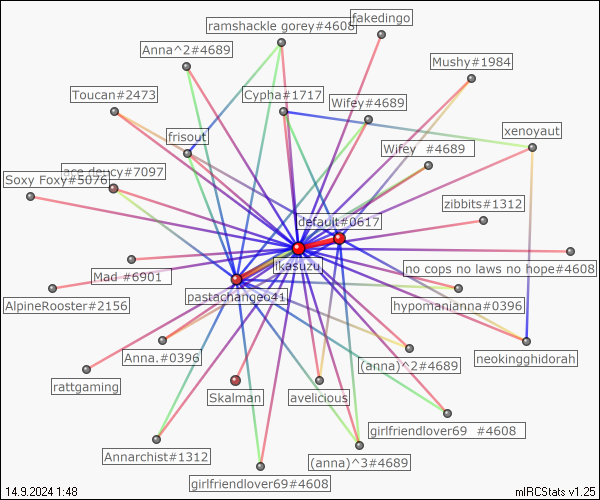 fakedingo
ramshackle gorey#4608
Anna^2#4689
Mushy#1984
Toucan#2473
Cypha#1717
Wifey#4689
xenoyaut
frisout
Wifey #4689
ace deucy#7097
Soxy Foxy#5076
zibbits#1312
default#0617
ikasuzu
no cops no laws no hope#4608
Mad #6901
pastachangeo41
AlpineRooster#2156
hypomanianna#0396
Anna.#0396
(anna)^2#4689
neokingghidorah
rattgaming
Skalman
avelicious
girlfriendlover69 #4608
Annarchist#1312
(anna)^3#4689
girlfriendlover69#4608
14.9.2024 1:48
mIRCStats v1.25